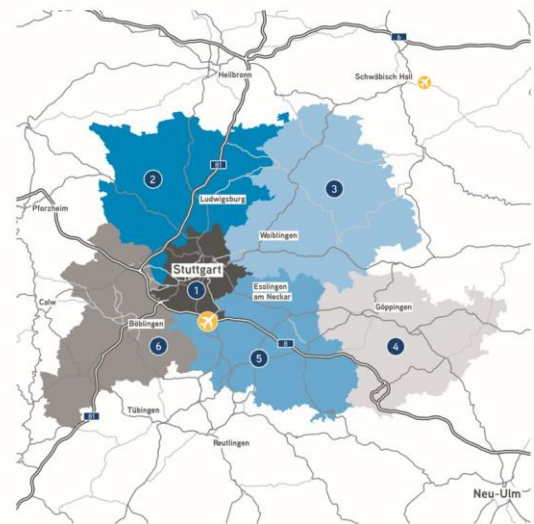 6
Heilbronn
Schwäbisch Hall
81
2
3
Ludwigsburg
Pforzheim
Waiblingen
Stuttgart
1
Esslingen
am Neckar
Calw
Göppingen
Böblingen
6
8
5
4
81
Tübingen
Reutlingen
Neu-Ulm